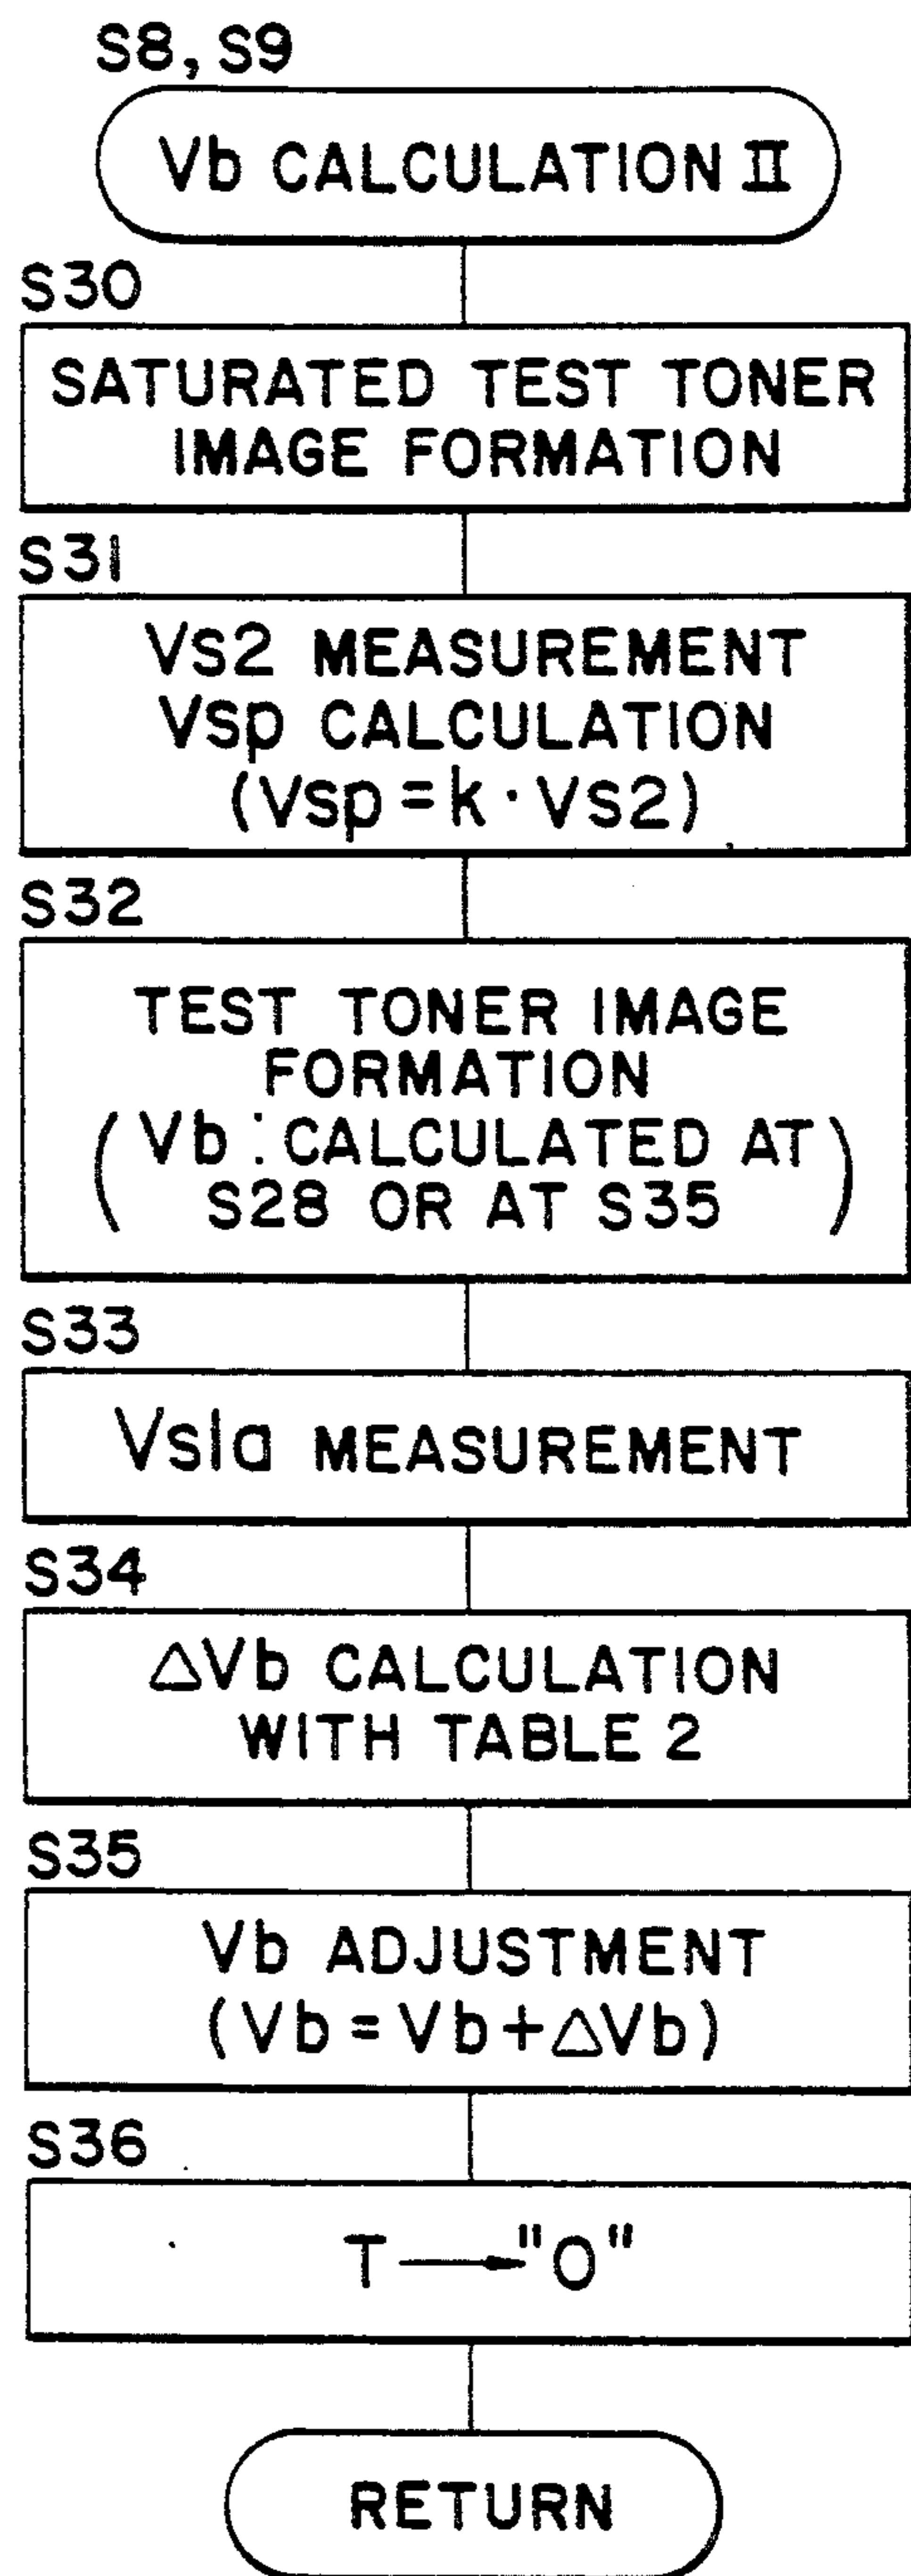 S8, S9
Vb CALCULATION II
S30
SATURATED TEST TONER
IMAGE FORMATION
S31
Vs2 MEASUREMENT
Vsp CALCULATION
(Vsp = k · Vs2)
S32
TEST TONER IMAGE
FORMATION
(Vb : CALCULATED AT
S28 OR AT S35)
S33
Vs1a MEASUREMENT
S34
△Vb CALCULATION
WITH TABLE 2
S35
Vb ADJUSTMENT
(Vb = Vb + △Vb)
S36
T → "0"
RETURN